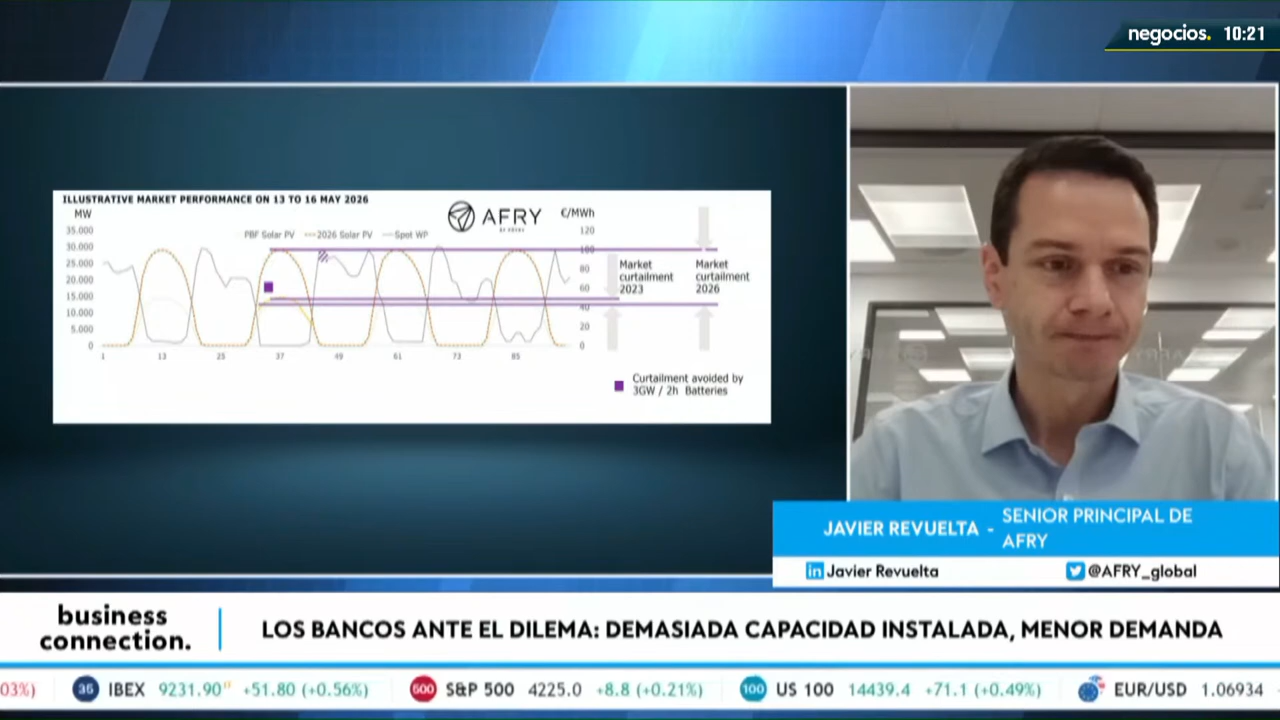 negocios. 10:21
ILLUSTRATIVE MARKET PERFORMANCE ON 13 TO 16 MAY 2026
MW
AFRY
€/MWh
35.000
120
PBF Solar PV
2026 Solar PV
Spot WP
30.000
100
25.000
80
20.000
60
15.000
40
10.000
20
5.000
0
0
Market
curtailment
2023
Market
curtailment
2026
1
13
25
37
49
61
73
85
Curtailment avoided by
3GW / 2h Batteries
JAVIER REVUELTA - SENIOR PRINCIPAL DE
AFRY
in Javier Revuelta
@AFRY_global
business
connection.
LOS BANCOS ANTE EL DILEMA: DEMASIADA CAPACIDAD INSTALADA, MENOR DEMANDA
03%) 35 IBEX 9231.90 +51.80 (+0.56%) 500 S&P 500 4225.0 +8.8 (+0.21%) 100 US 100 14439.4 +71.1 (+0.49%) EUR/USD 1.06934